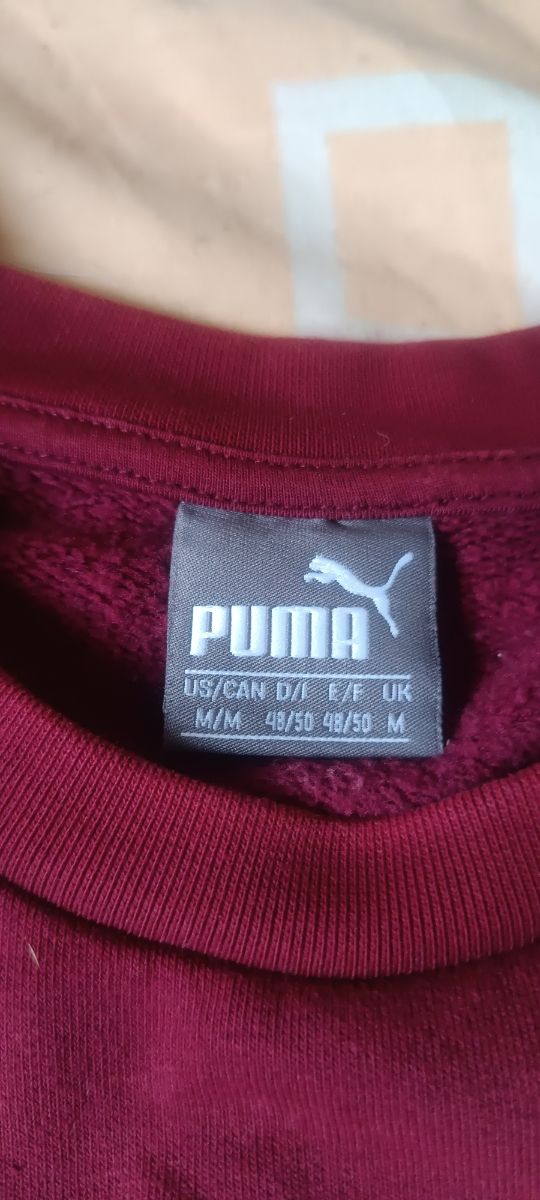 PUMA
US/CAN D/I E/F UK
M/M 48/50 48/50 M